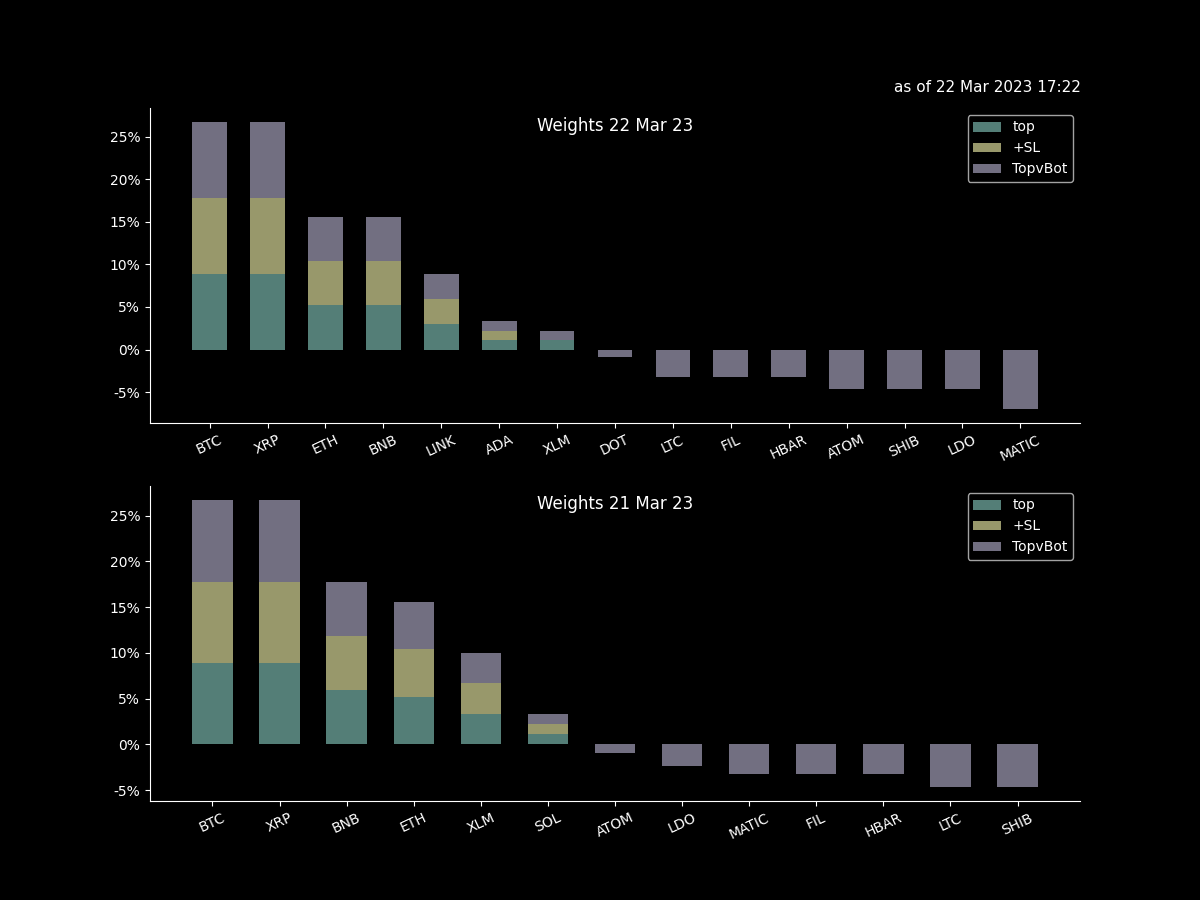 as of 22 Mar 2023 17:22
Weights 22 Mar 23
top
+SL
TopvBot
25%
20%
15%
10%
5%
0%
-5%
BTC XRP ETH BNB LINK ADA XLM DOT LTC FIL HBAR ATOM SHIB LDO MATIC
Weights 21 Mar 23
top
+SL
TopvBot
25%
20%
15%
10%
5%
0%
-5%
BTC XRP BNB ETH XLM SOL ATOM LDO MATIC FIL HBAR LTC SHIB